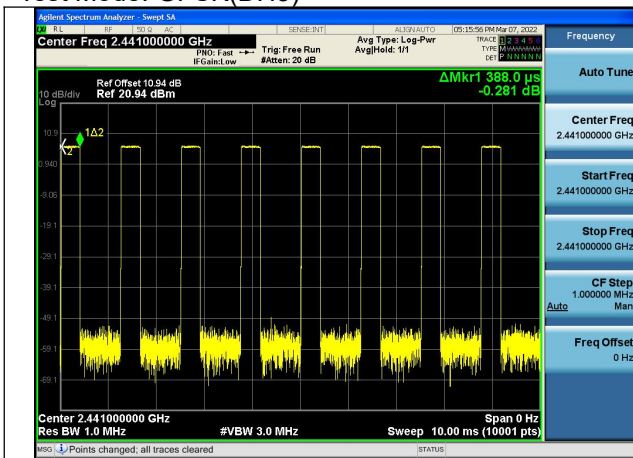 Agilent Spectrum Analyzer - Swept SA
RL RF 50 Ω AC SENSE:INT ALIGNAUTO 05:15:56 PM Mar 07, 2022
Center Freq 2.441000000 GHz
PNO: Fast
IFGain:Low
Trig: Free Run
#Atten: 20 dB
Avg Type: Log-Pwr
Avg|Hold: 1/1
TRACE 1 2 3 4 5 6
TYPE M
DET P N N N N N
ΔMkr1 388.0 µs
-0.281 dB
Ref Offset 10.94 dB
10 dB/div Ref 20.94 dBm
Log
1Δ2
2
10.9
0.940
-9.06
-19.1
-29.1
-39.1
-49.1
-59.1
-69.1
Center 2.441000000 GHz Span 0 Hz
Res BW 1.0 MHz #VBW 3.0 MHz Sweep 10.00 ms (10001 pts)
MSG Points changed; all traces cleared STATUS
Frequency
Auto Tune
Center Freq
2.441000000 GHz
Start Freq
2.441000000 GHz
Stop Freq
2.441000000 GHz
CF Step
1.000000 MHz
Auto Man
Freq Offset
0 Hz